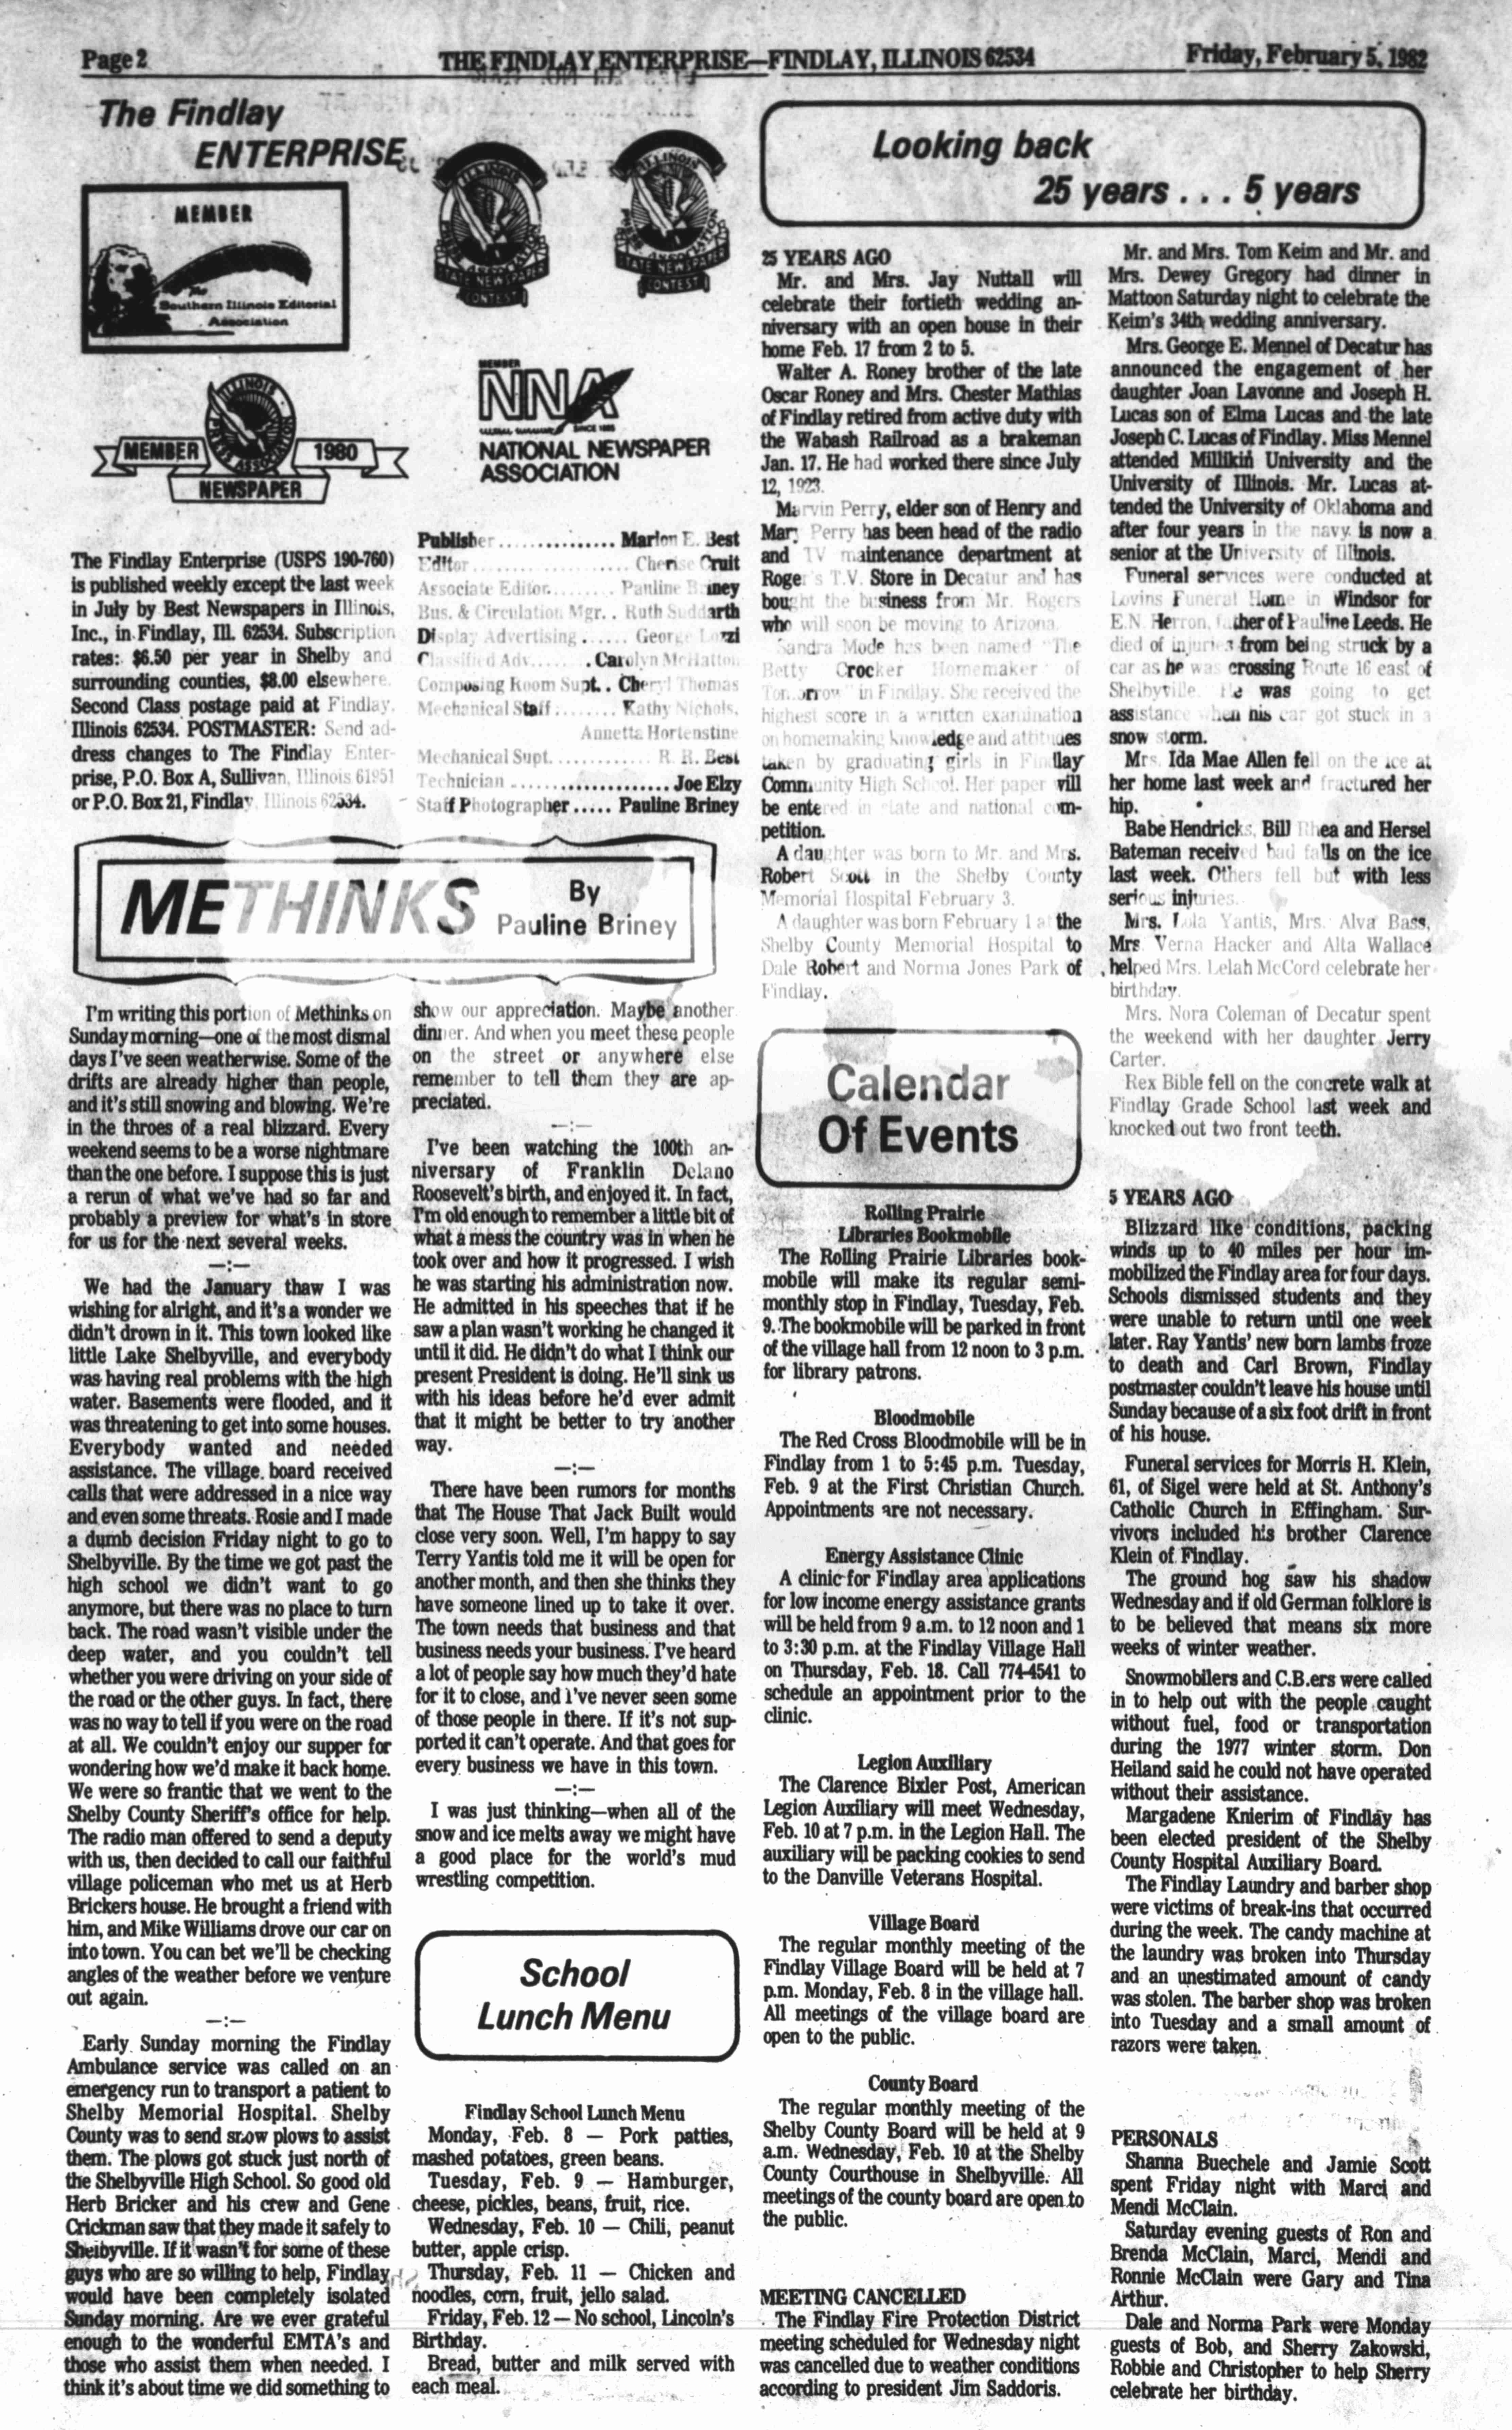 Page 2
THE FINDLAY ENTERPRISE—FINDLAY, ILLINOIS 62534
Friday, February 5, 1982
The Findlay
ENTERPRISE
MEMBER
The
Southern Illinois Editorial
Association
ILLINOIS
PRESS ASSOCIATION
STATE NEWSPAPER
CONTEST
ILLINOIS
PRESS ASSOCIATION
STATE NEWSPAPER
CONTEST
ILLINOIS
PRESS ASSOCIATION
MEMBER
1980
NEWSPAPER
MEMBER
NNA
SINCE 1885
NATIONAL NEWSPAPER
ASSOCIATION
The Findlay Enterprise (USPS 190-760)
is published weekly except the last week
in July by Best Newspapers in Illinois,
Inc., in Findlay, Ill. 62534. Subscription
rates: $6.50 per year in Shelby and
surrounding counties, $8.00 elsewhere.
Second Class postage paid at Findlay,
Illinois 62534. POSTMASTER: Send ad-
dress changes to The Findlay Enter-
prise, P.O. Box A, Sullivan, Illinois 61951
or P.O. Box 21, Findlay, Illinois 62534.
Publisher .............. Marion E. Best
Editor .................... Cherise Cruit
Associate Editor........ Pauline Briney
Bus. & Circulation Mgr. . Ruth Suddarth
Display Advertising ...... George Lozzi
Classified Adv........ . Carolyn McHatton
Composing Room Supt. . Cheryl Thomas
Mechanical Staff ........ Kathy Nichols,
Annetta Hortenstine
Mechanical Supt. ............ R. R. Best
Technician ................... Joe Elzy
Staff Photographer ..... Pauline Briney
METHINKS
By
Pauline Briney
I'm writing this portion of Methinks on
Sunday morning—one of the most dismal
days I've seen weatherwise. Some of the
drifts are already higher than people,
and it's still snowing and blowing. We're
in the throes of a real blizzard. Every
weekend seems to be a worse nightmare
than the one before. I suppose this is just
a rerun of what we've had so far and
probably a preview for what's in store
for us for the next several weeks.
—:—
We had the January thaw I was
wishing for alright, and it's a wonder we
didn't drown in it. This town looked like
little Lake Shelbyville, and everybody
was having real problems with the high
water. Basements were flooded, and it
was threatening to get into some houses.
Everybody wanted and needed
assistance. The village board received
calls that were addressed in a nice way
and even some threats. Rosie and I made
a dumb decision Friday night to go to
Shelbyville. By the time we got past the
high school we didn't want to go
anymore, but there was no place to turn
back. The road wasn't visible under the
deep water, and you couldn't tell
whether you were driving on your side of
the road or the other guys. In fact, there
was no way to tell if you were on the road
at all. We couldn't enjoy our supper for
wondering how we'd make it back home.
We were so frantic that we went to the
Shelby County Sheriff's office for help.
The radio man offered to send a deputy
with us, then decided to call our faithful
village policeman who met us at Herb
Brickers house. He brought a friend with
him, and Mike Williams drove our car on
into town. You can bet we'll be checking
angles of the weather before we venture
out again.
—:—
Early Sunday morning the Findlay
Ambulance service was called on an
emergency run to transport a patient to
Shelby Memorial Hospital. Shelby
County was to send snow plows to assist
them. The plows got stuck just north of
the Shelbyville High School. So good old
Herb Bricker and his crew and Gene
Crickman saw that they made it safely to
Shelbyville. If it wasn't for some of these
guys who are so willing to help, Findlay
would have been completely isolated
Sunday morning. Are we ever grateful
enough to the wonderful EMTA's and
those who assist them when needed. I
think it's about time we did something to
show our appreciation. Maybe another
dinner. And when you meet these people
on the street or anywhere else
remember to tell them they are ap-
preciated.
—:—
I've been watching the 100th an-
niversary of Franklin Delano
Roosevelt's birth, and enjoyed it. In fact,
I'm old enough to remember a little bit of
what a mess the country was in when he
took over and how it progressed. I wish
he was starting his administration now.
He admitted in his speeches that if he
saw a plan wasn't working he changed it
until it did. He didn't do what I think our
present President is doing. He'll sink us
with his ideas before he'd ever admit
that it might be better to try another
way.
—:—
There have been rumors for months
that The House That Jack Built would
close very soon. Well, I'm happy to say
Terry Yantis told me it will be open for
another month, and then she thinks they
have someone lined up to take it over.
The town needs that business and that
business needs your business. I've heard
a lot of people say how much they'd hate
for it to close, and I've never seen some
of those people in there. If it's not sup-
ported it can't operate. And that goes for
every business we have in this town.
—:—
I was just thinking—when all of the
snow and ice melts away we might have
a good place for the world's mud
wrestling competition.
School
Lunch Menu
Findlay School Lunch Menu
Monday, Feb. 8 — Pork patties,
mashed potatoes, green beans.
Tuesday, Feb. 9 — Hamburger,
cheese, pickles, beans, fruit, rice.
Wednesday, Feb. 10 — Chili, peanut
butter, apple crisp.
Thursday, Feb. 11 — Chicken and
noodles, corn, fruit, jello salad.
Friday, Feb. 12 — No school, Lincoln's
Birthday.
Bread, butter and milk served with
each meal.
Looking back
25 years . . . 5 years
25 YEARS AGO
Mr. and Mrs. Jay Nuttall will
celebrate their fortieth wedding an-
niversary with an open house in their
home Feb. 17 from 2 to 5.
Walter A. Roney brother of the late
Oscar Roney and Mrs. Chester Mathias
of Findlay retired from active duty with
the Wabash Railroad as a brakeman
Jan. 17. He had worked there since July
12, 1923.
Marvin Perry, elder son of Henry and
Mary Perry has been head of the radio
and TV maintenance department at
Roger's T.V. Store in Decatur and has
bought the business from Mr. Rogers
who will soon be moving to Arizona.
Sandra Mode has been named "The
Betty Crocker Homemaker of
Tomorrow" in Findlay. She received the
highest score in a written examination
on homemaking knowledge and attitudes
taken by graduating girls in Findlay
Community High School. Her paper will
be entered in state and national com-
petition.
A daughter was born to Mr. and Mrs.
Robert Scott in the Shelby County
Memorial Hospital February 3.
A daughter was born February 1 at the
Shelby County Memorial Hospital to
Dale Robert and Norma Jones Park of
Findlay.
Calendar
Of Events
Rolling Prairie
Libraries Bookmobile
The Rolling Prairie Libraries book-
mobile will make its regular semi-
monthly stop in Findlay, Tuesday, Feb.
9. The bookmobile will be parked in front
of the village hall from 12 noon to 3 p.m.
for library patrons.
Bloodmobile
The Red Cross Bloodmobile will be in
Findlay from 1 to 5:45 p.m. Tuesday,
Feb. 9 at the First Christian Church.
Appointments are not necessary.
Energy Assistance Clinic
A clinic for Findlay area applications
for low income energy assistance grants
will be held from 9 a.m. to 12 noon and 1
to 3:30 p.m. at the Findlay Village Hall
on Thursday, Feb. 18. Call 774-4541 to
schedule an appointment prior to the
clinic.
Legion Auxiliary
The Clarence Bixler Post, American
Legion Auxiliary will meet Wednesday,
Feb. 10 at 7 p.m. in the Legion Hall. The
auxiliary will be packing cookies to send
to the Danville Veterans Hospital.
Village Board
The regular monthly meeting of the
Findlay Village Board will be held at 7
p.m. Monday, Feb. 8 in the village hall.
All meetings of the village board are
open to the public.
County Board
The regular monthly meeting of the
Shelby County Board will be held at 9
a.m. Wednesday, Feb. 10 at the Shelby
County Courthouse in Shelbyville. All
meetings of the county board are open to
the public.
MEETING CANCELLED
The Findlay Fire Protection District
meeting scheduled for Wednesday night
was cancelled due to weather conditions
according to president Jim Saddoris.
Mr. and Mrs. Tom Keim and Mr. and
Mrs. Dewey Gregory had dinner in
Mattoon Saturday night to celebrate the
Keim's 34th wedding anniversary.
Mrs. George E. Mennel of Decatur has
announced the engagement of her
daughter Joan Lavonne and Joseph H.
Lucas son of Elma Lucas and the late
Joseph C. Lucas of Findlay. Miss Mennel
attended Millikin University and the
University of Illinois. Mr. Lucas at-
tended the University of Oklahoma and
after four years in the navy is now a
senior at the University of Illinois.
Funeral services were conducted at
Lovins Funeral Home in Windsor for
E.N. Herron, father of Pauline Leeds. He
died of injuries from being struck by a
car as he was crossing Route 16 east of
Shelbyville. He was going to get
assistance when his car got stuck in a
snow storm.
Mrs. Ida Mae Allen fell on the ice at
her home last week and fractured her
hip.
Babe Hendricks, Bill Rhea and Hersel
Bateman received bad falls on the ice
last week. Others fell but with less
serious injuries.
Mrs. Lola Yantis, Mrs. Alva Bass,
Mrs. Verna Hacker and Alta Wallace
helped Mrs. Lelah McCord celebrate her
birthday.
Mrs. Nora Coleman of Decatur spent
the weekend with her daughter Jerry
Carter.
Rex Bible fell on the concrete walk at
Findlay Grade School last week and
knocked out two front teeth.
5 YEARS AGO
Blizzard like conditions, packing
winds up to 40 miles per hour im-
mobilized the Findlay area for four days.
Schools dismissed students and they
were unable to return until one week
later. Ray Yantis' new born lambs froze
to death and Carl Brown, Findlay
postmaster couldn't leave his house until
Sunday because of a six foot drift in front
of his house.
Funeral services for Morris H. Klein,
61, of Sigel were held at St. Anthony's
Catholic Church in Effingham. Sur-
vivors included his brother Clarence
Klein of Findlay.
The ground hog saw his shadow
Wednesday and if old German folklore is
to be believed that means six more
weeks of winter weather.
Snowmobilers and C.B.ers were called
in to help out with the people caught
without fuel, food or transportation
during the 1977 winter storm. Don
Heiland said he could not have operated
without their assistance.
Margadene Knierim of Findlay has
been elected president of the Shelby
County Hospital Auxiliary Board.
The Findlay Laundry and barber shop
were victims of break-ins that occurred
during the week. The candy machine at
the laundry was broken into Thursday
and an unestimated amount of candy
was stolen. The barber shop was broken
into Tuesday and a small amount of
razors were taken.
PERSONALS
Shanna Buechele and Jamie Scott
spent Friday night with Marci and
Mendi McClain.
Saturday evening guests of Ron and
Brenda McClain, Marci, Mendi and
Ronnie McClain were Gary and Tina
Arthur.
Dale and Norma Park were Monday
guests of Bob, and Sherry Zakowski,
Robbie and Christopher to help Sherry
celebrate her birthday.